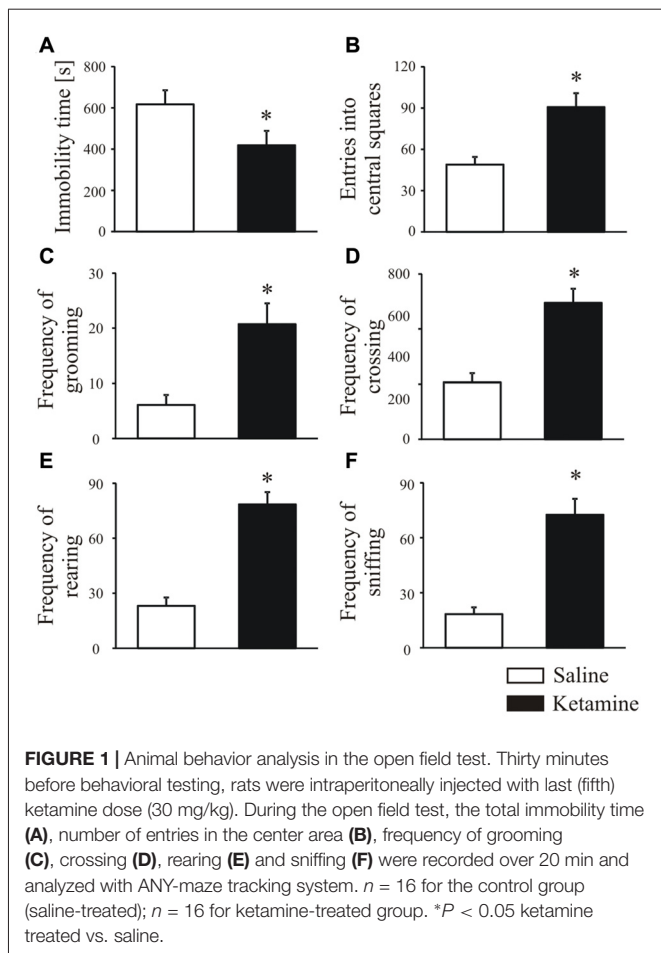 A
B
Immobility time [s]
800
600
400
200
0
*
Entries into
central squares
120
90
60
30
0
*
C
D
Frequency of
grooming
30
20
10
0
*
Frequency of
crossing
800
600
400
200
0
*
E
F
Frequency of
rearing
90
60
30
0
*
Frequency of
sniffing
90
60
30
0
*
Saline
Ketamine
FIGURE 1 | Animal behavior analysis in the open field test. Thirty minutes
before behavioral testing, rats were intraperitoneally injected with last (fifth)
ketamine dose (30 mg/kg). During the open field test, the total immobility time
(A), number of entries in the center area (B), frequency of grooming
(C), crossing (D), rearing (E) and sniffing (F) were recorded over 20 min and
analyzed with ANY-maze tracking system. n = 16 for the control group
(saline-treated); n = 16 for ketamine-treated group. *P < 0.05 ketamine
treated vs. saline.